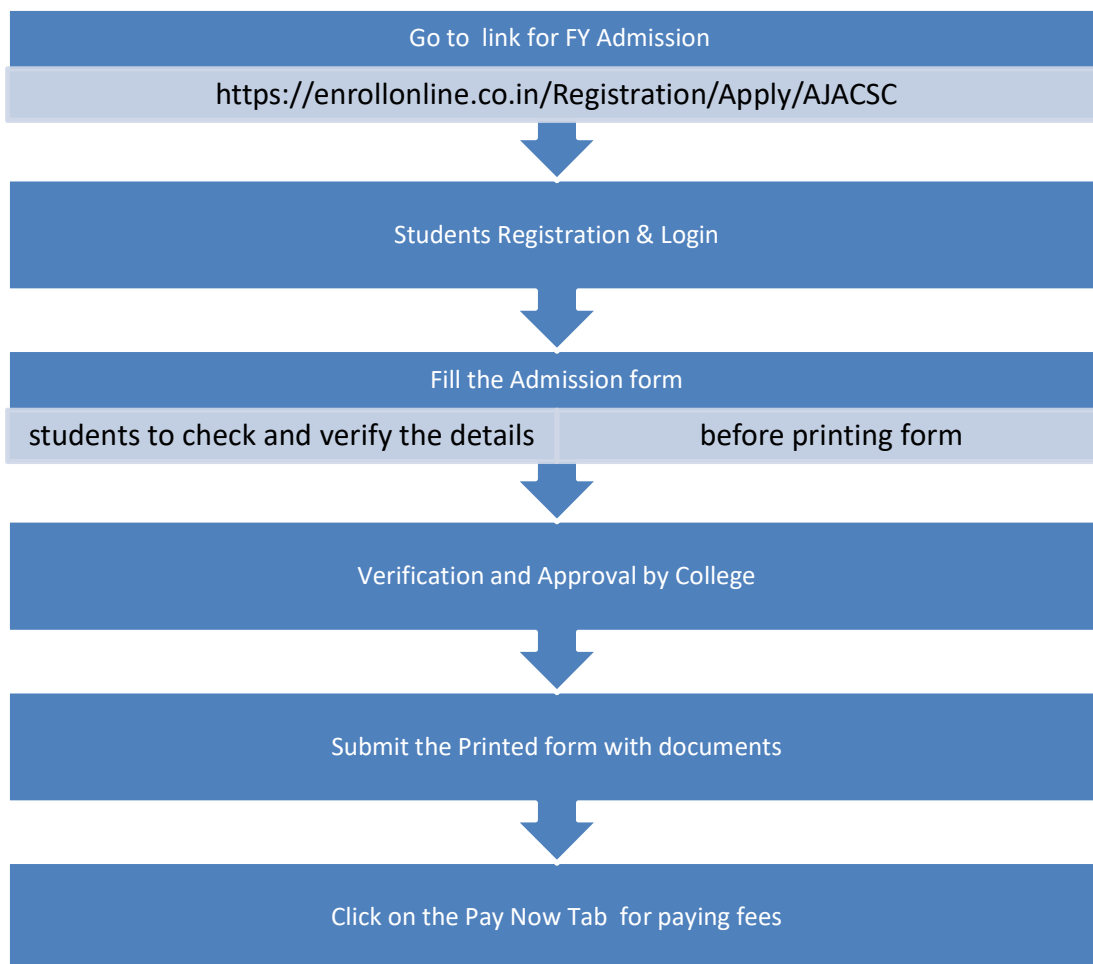 Go to  link for FY Admission
https://enrollonline.co.in/Registration/Apply/AJACSC
Students Registration & Login
Fill the Admission form
students to check and verify the details
before printing form
Verification and Approval by College
Submit the Printed form with documents
Click on the Pay Now Tab  for paying fees